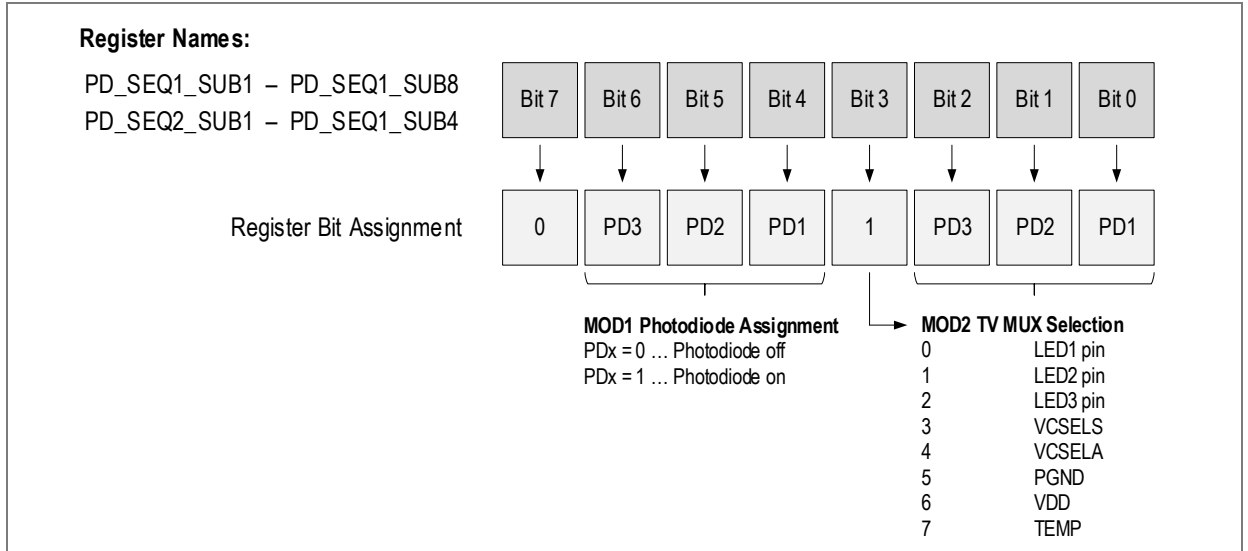 Register Names:
PD_SEQ1_SUB1 – PD_SEQ1_SUB8
PD_SEQ2_SUB1 – PD_SEQ1_SUB4
Bit 7 Bit 6 Bit 5 Bit 4 Bit 3 Bit 2 Bit 1 Bit 0
Register Bit Assignment 0 PD3 PD2 PD1 1 PD3 PD2 PD1
MOD1 Photodiode Assignment
PDx = 0 … Photodiode off
PDx = 1 … Photodiode on
MOD2 TV MUX Selection
0 LED1 pin
1 LED2 pin
2 LED3 pin
3 VCSELS
4 VCSELA
5 PGND
6 VDD
7 TEMP